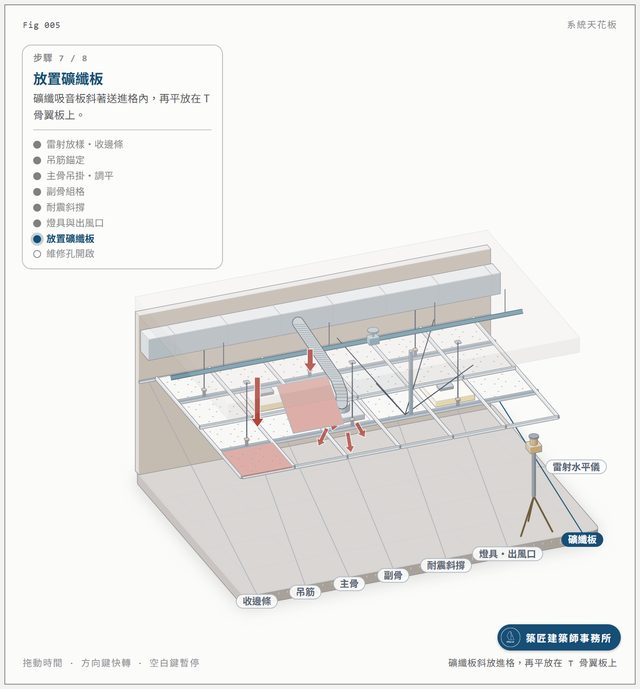 Fig 005
系統天花板
步驟 7 / 8
放置礦纖板
礦纖吸音板斜著送進格內，再平放在 T
骨翼板上。
雷射放樣・收邊條
吊筋錨定
主骨吊掛・調平
副骨組格
耐震斜撐
燈具與出風口
放置礦纖板
維修孔開啟
雷射水平儀
礦纖板
燈具・出風口
耐震斜撐
副骨
主骨
吊筋
收邊條
築匠建築師事務所
拖動時間 · 方向鍵快轉 · 空白鍵暫停
礦纖板斜放進格，再平放在 T 骨翼板上